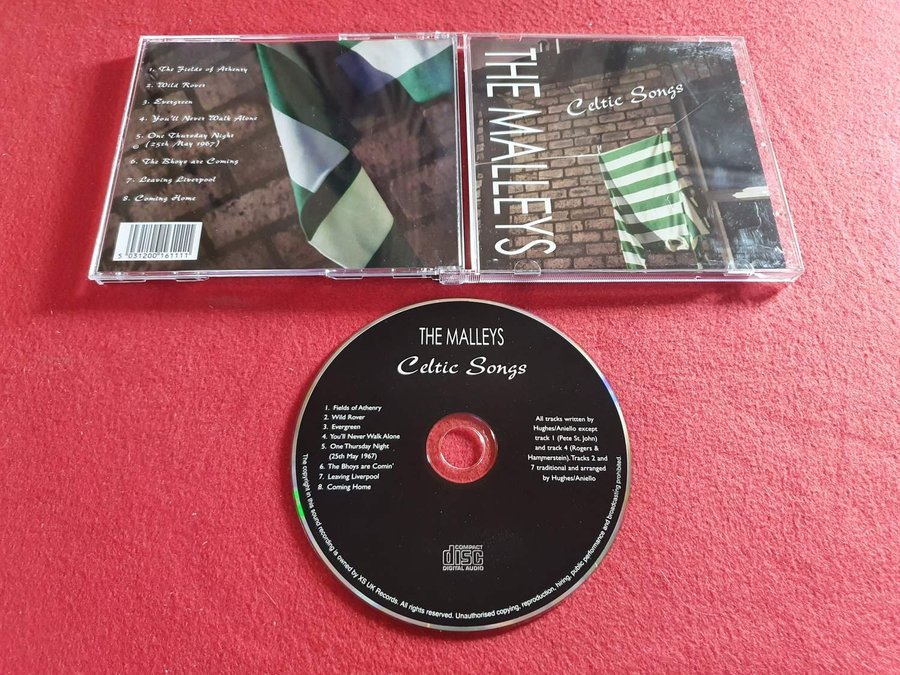 1. The Fields of Athenry
2. Wild Rover
3. Evergreen
4. You'll Never Walk Alone
5. One Thursday Night
(25th May 1967)
6. The Bhoys are Coming
7. Leaving Liverpool
8. Coming Home
5 031200 161111
THE MALLEYS
Celtic Songs
THE MALLEYS
Celtic Songs
1. Fields of Athenry
2. Wild Rover
3. Evergreen
4. You'll Never Walk Alone
5. One Thursday Night
(25th May 1967)
6. The Bhoys are Comin'
7. Leaving Liverpool
8. Coming Home
All tracks written by
Hughes/Aniello except
track 1 (Pete St. John)
and track 4 (Rogers &
Hammerstein). Tracks 2 and
7 traditional and arranged
by Hughes/Aniello
COMPACT
disc
DIGITAL AUDIO
The copyright in this sound recording is owned by XS UK Records. All rights reserved. Unauthorised copying, reproduction, hiring, public performance and broadcasting prohibited.